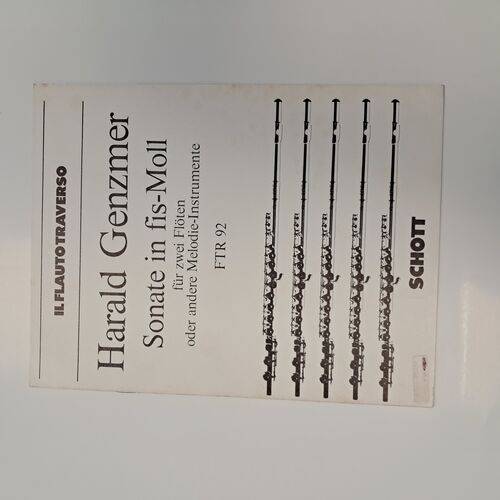 IL FLAUTO TRAVERSO
Harald Genzmer
Sonate in fis-Moll
für zwei Flöten
oder andere Melodie-Instrumente
FTR 92
SCHOTT